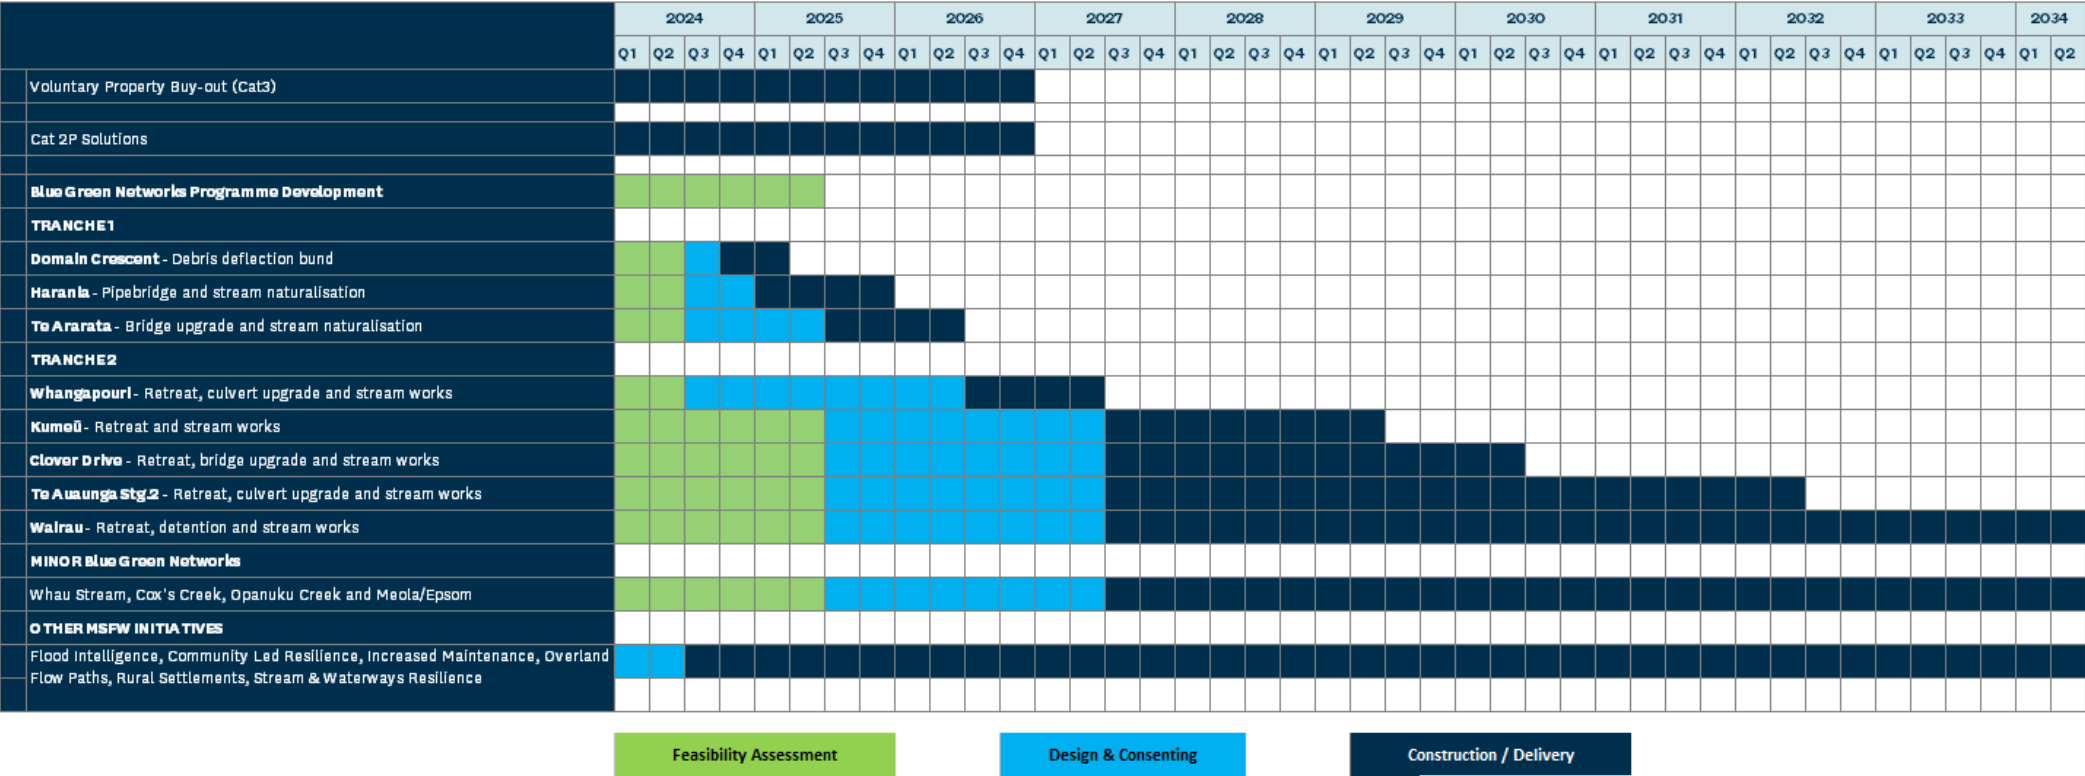 2024 2025 2026 2027 2028 2029 2030 2031 2032 2033 2034
Q1 Q2 Q3 Q4 Q1 Q2 Q3 Q4 Q1 Q2 Q3 Q4 Q1 Q2 Q3 Q4 Q1 Q2 Q3 Q4 Q1 Q2 Q3 Q4 Q1 Q2 Q3 Q4 Q1 Q2 Q3 Q4 Q1 Q2 Q3 Q4 Q1 Q2 Q3 Q4 Q1 Q2
Voluntary Property Buy-out (Cat3)
Cat 2P Solutions
Blue Green Networks Programme Development
TRANCHE 1
Domain Crescent - Debris deflection bund
Harania - Pipebridge and stream naturalisation
Te Ararata - Bridge upgrade and stream naturalisation
TRANCHE 2
Whangapouri - Retreat, culvert upgrade and stream works
Kumeū - Retreat and stream works
Clover Drive - Retreat, bridge upgrade and stream works
Te Auaunga Stg.2 - Retreat, culvert upgrade and stream works
Wairau - Retreat, detention and stream works
MINOR Blue Green Networks
Whau Stream, Cox's Creek, Opanuku Creek and Meola/Epsom
OTHER MSFW INITIATIVES
Flood Intelligence, Community Led Resilience, Increased Maintenance, Overland
Flow Paths, Rural Settlements, Stream & Waterways Resilience
Feasibility Assessment
Design & Consenting
Construction / Delivery